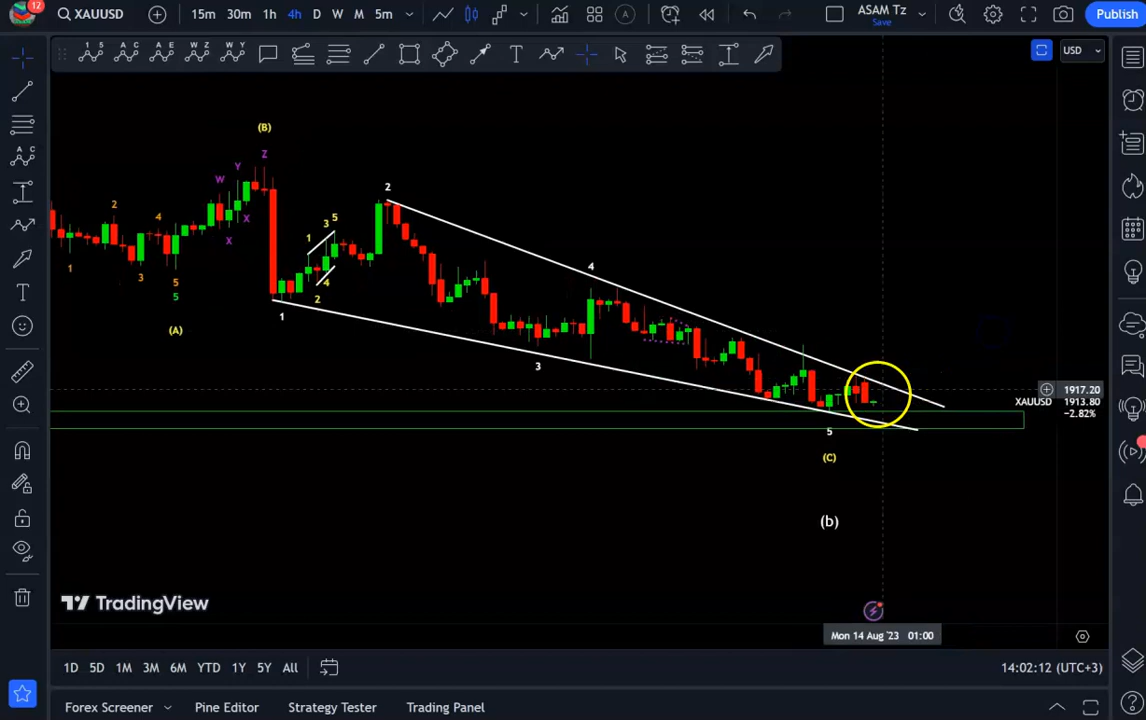 12
XAUUSD 15m 30m 1h 4h D W M 5m A ASAM Tz Save Publish
1 5 A C A E W Z W Y T USD
A C
T
(B)
Z
Y
W
X
X
2
4
1
3
5
5
(A)
3 5
1
4
2
1
2
4
3
5
(C)
(b)
1917.20
XAUUSD 1913.80
−2.82%
TradingView
Mon 14 Aug '23 01:00
1D 5D 1M 3M 6M YTD 1Y 5Y All 14:02:12 (UTC+3)
Forex Screener Pine Editor Strategy Tester Trading Panel